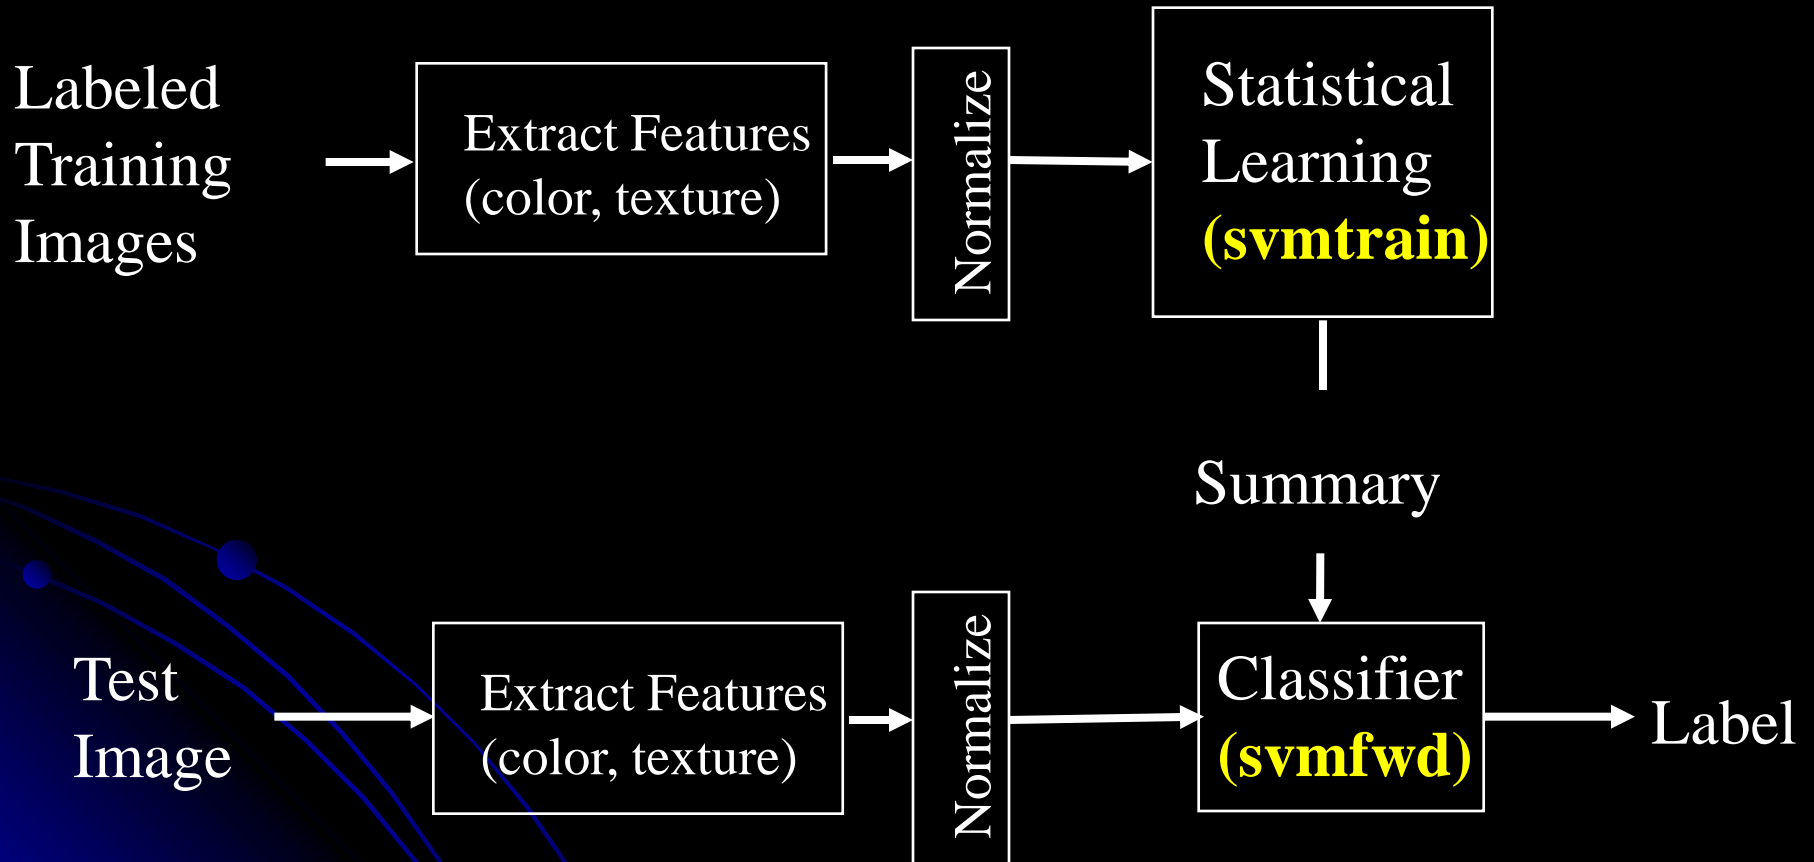 Labeled
Training
Images
Extract Features
(color, texture)
Normalize
Statistical
Learning
(svmtrain)
Summary
Test
Image
Extract Features
(color, texture)
Normalize
Classifier
(svmfwd)
Label